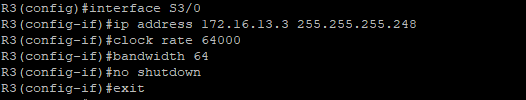 R3(config)#interface S3/0
R3(config-if)#ip address 172.16.13.3 255.255.255.248
R3(config-if)#clock rate 64000
R3(config-if)#bandwidth 64
R3(config-if)#no shutdown
R3(config-if)#exit